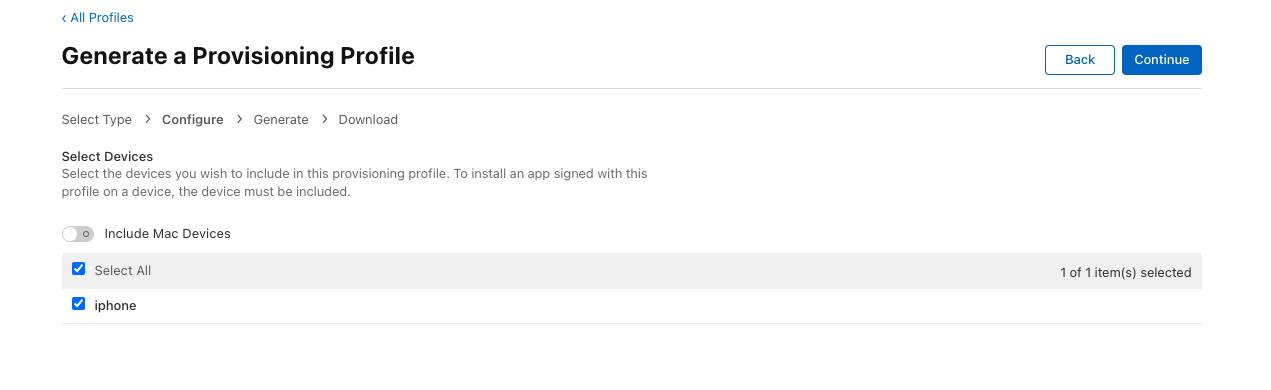 ‹ All Profiles
Generate a Provisioning Profile
Back
Continue
Select Type > Configure > Generate > Download
Select Devices
Select the devices you wish to include in this provisioning profile. To install an app signed with this
profile on a device, the device must be included.
Include Mac Devices
Select All
1 of 1 item(s) selected
iphone